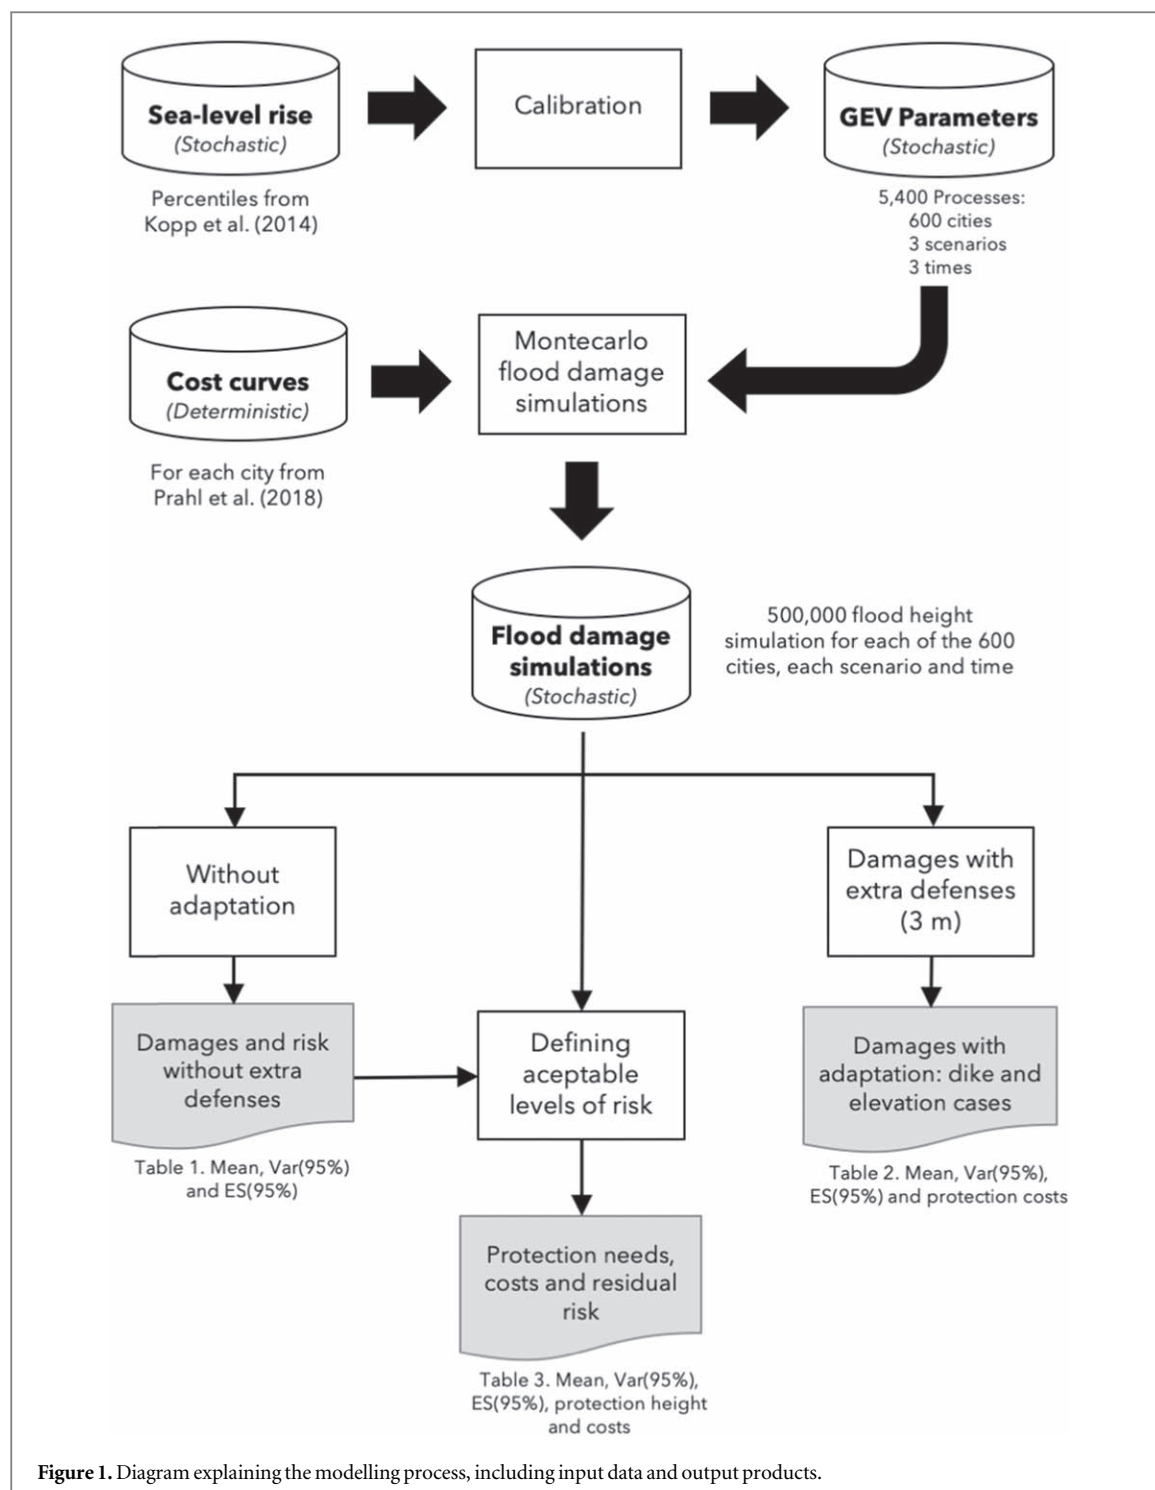 Sea-level rise
(Stochastic)
Percentiles from
Kopp et al. (2014)
Calibration
GEV Parameters
(Stochastic)
5,400 Processes:
600 cities
3 scenarios
3 times
Cost curves
(Deterministic)
For each city from
Prahl et al. (2018)
Montecarlo
flood damage
simulations
Flood damage
simulations
(Stochastic)
500,000 flood height
simulation for each of the 600
cities, each scenario and time
Without
adaptation
Damages with
extra defenses
(3 m)
Damages and risk
without extra
defenses
Table 1. Mean, Var(95%)
and ES(95%)
Defining
aceptable
levels of risk
Damages with
adaptation: dike and
elevation cases
Table 2. Mean, Var(95%),
ES(95%) and protection costs
Protection needs,
costs and residual
risk
Table 3. Mean, Var(95%),
ES(95%), protection height
and costs
Figure 1. Diagram explaining the modelling process, including input data and output products.